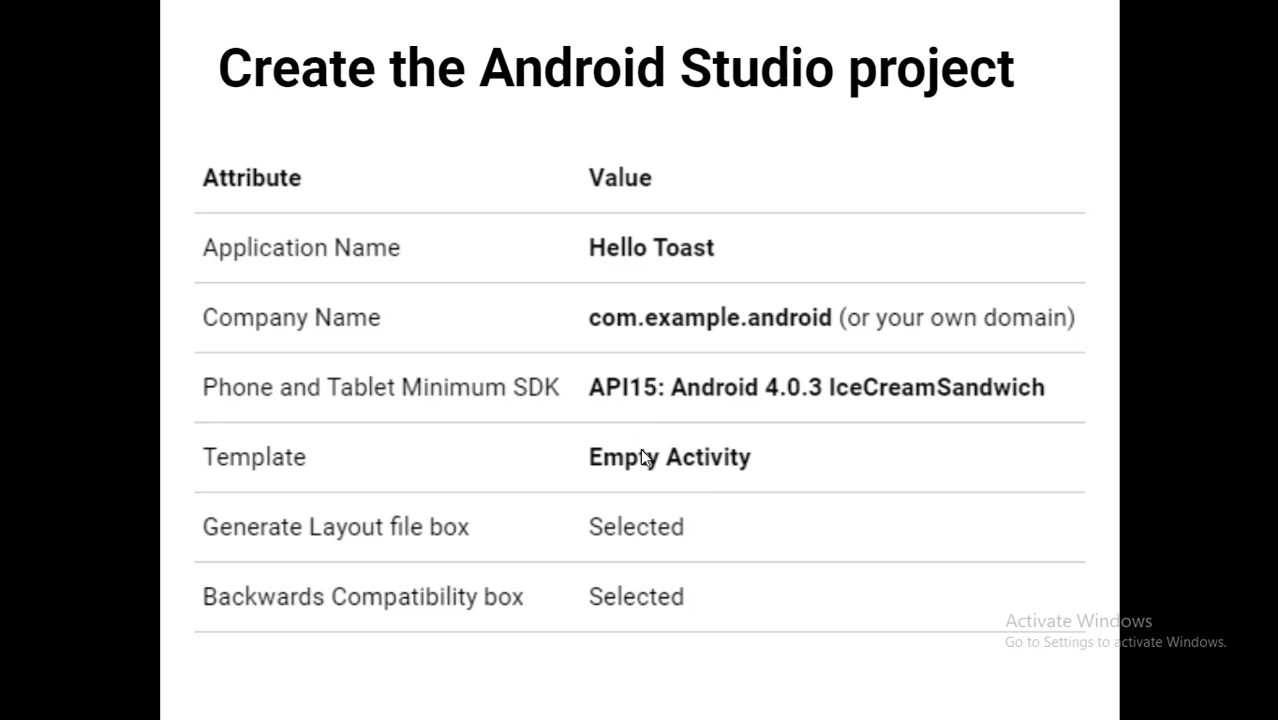 Create the Android Studio project
Attribute Value
Application Name Hello Toast
Company Name com.example.android (or your own domain)
Phone and Tablet Minimum SDK API15: Android 4.0.3 IceCreamSandwich
Template Empty Activity
Generate Layout file box Selected
Backwards Compatibility box Selected
Activate Windows
Go to Settings to activate Windows.